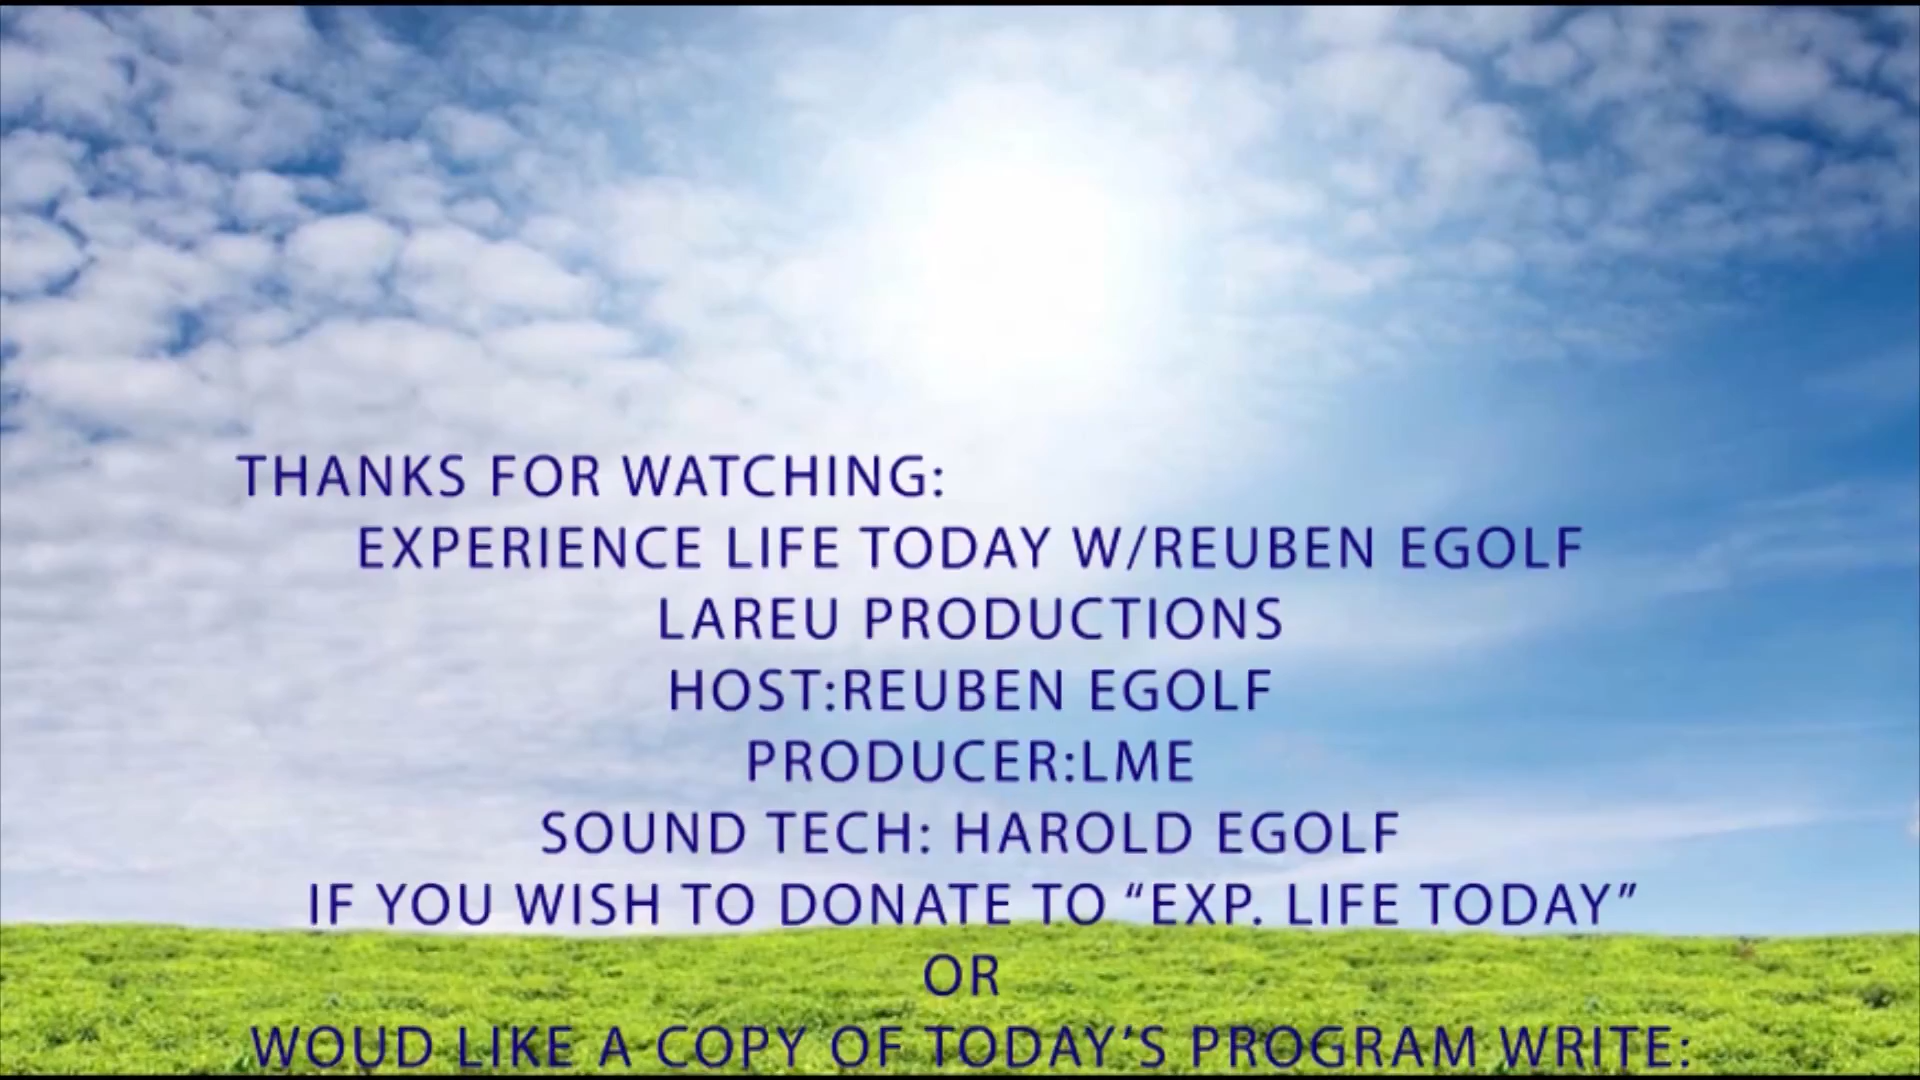 THANKS FOR WATCHING:
EXPERIENCE LIFE TODAY W/REUBEN EGOLF
LAREU PRODUCTIONS
HOST:REUBEN EGOLF
PRODUCER:LME
SOUND TECH: HAROLD EGOLF
IF YOU WISH TO DONATE TO “EXP. LIFE TODAY”
OR
WOUD LIKE A COPY OF TODAY’S PROGRAM WRITE: